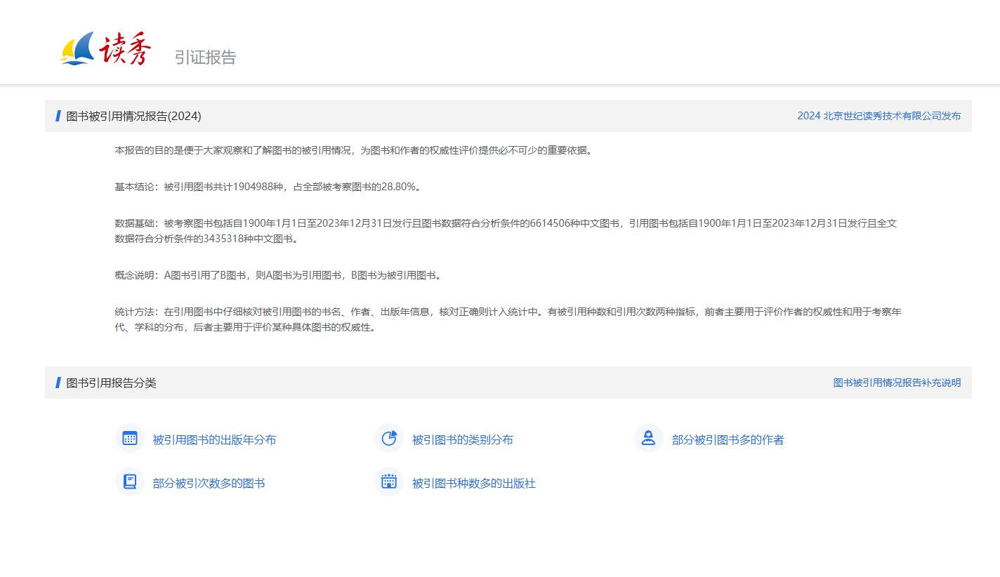 读秀 引证报告
图书被引用情况报告(2024) 2024 北京世纪读秀技术有限公司发布
本报告的目的是便于大家观察和了解图书的被引用情况，为图书和作者的权威性评价提供必不可少的重要依据。
基本结论：被引用图书共计1904988种，占全部被考察图书的28.80%。
数据基础：被考察图书包括自1900年1月1日至2023年12月31日发行且图书数据符合分析条件的6614506种中文图书，引用图书包括自1900年1月1日至2023年12月31日发行且全文
数据符合分析条件的3435318种中文图书。
概念说明：A图书引用了B图书，则A图书为引用图书，B图书为被引用图书。
统计方法：在引用图书中仔细核对被引用图书的书名、作者、出版年信息，核对正确则计入统计中。有被引用种数和引用次数两种指标，前者主要用于评价作者的权威性和用于考察年
代、学科的分布，后者主要用于评价某种具体图书的权威性。
图书引用报告分类 图书被引用情况报告补充说明
被引用图书的出版年分布 被引图书的类别分布 部分被引图书多的作者
部分被引次数多的图书 被引图书种数多的出版社